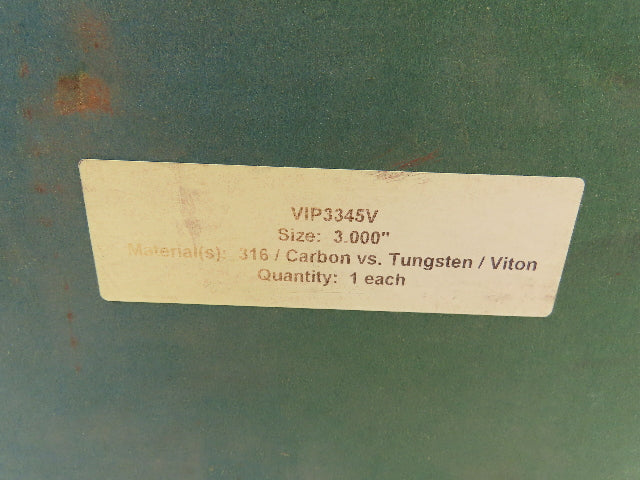 VIP3345V
Size: 3.000"
Material(s): 316 / Carbon vs. Tungsten / Viton
Quantity: 1 each